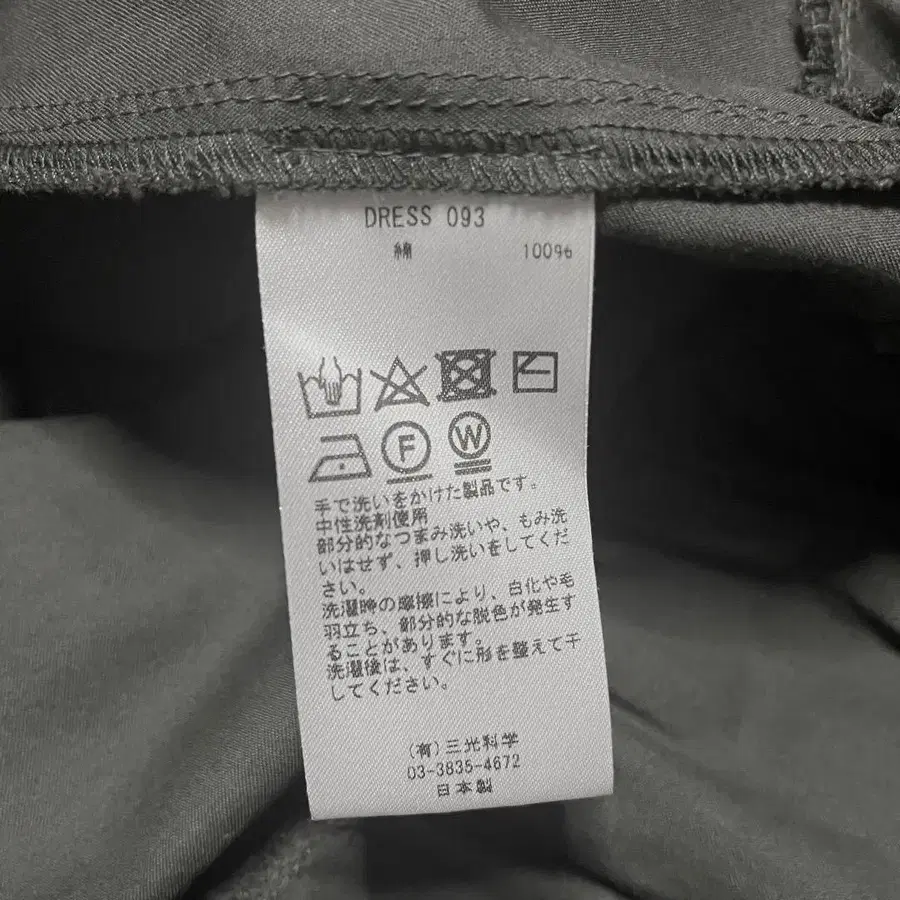 DRESS 093
綿 100%
F
W
手で洗いをかけた製品です。
中性洗剤使用
部分的なつまみ洗いや、もみ洗
いはせず、押し洗いをしてくだ
さい。
洗濯時の摩擦により、白化や毛
羽立ち、部分的な脱色が発生す
ることがあります。
洗濯後は、すぐに形を整えて干
してください。
(有)三光科学
03-3835-4672
日本製